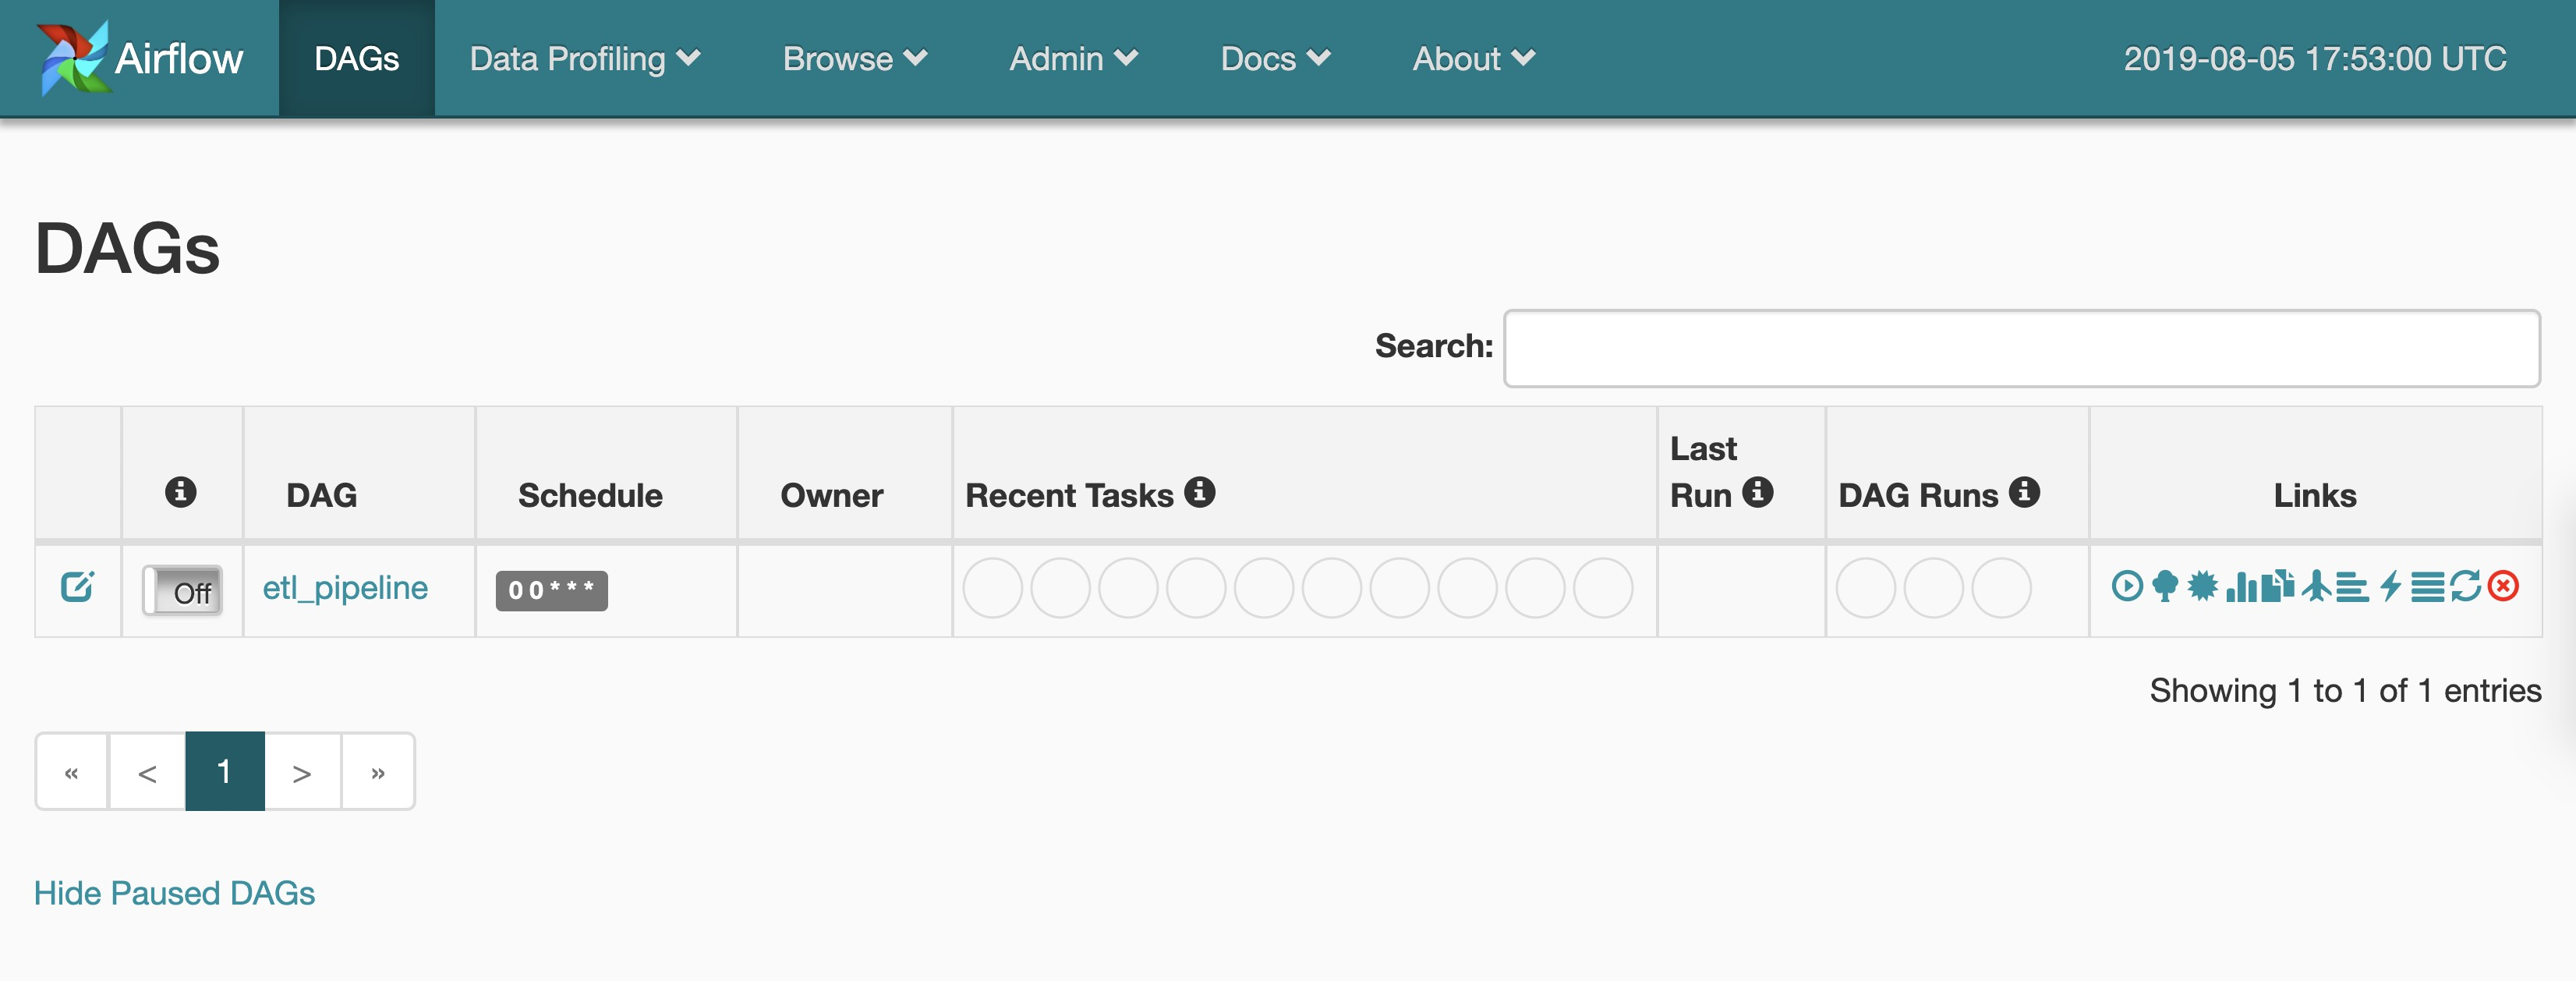 Airflow DAGs Data Profiling Browse Admin Docs About 2019-08-05 17:53:00 UTC
DAGs
Search:
DAG Schedule Owner Recent Tasks Last Run DAG Runs Links
Off etl_pipeline 0 0 * * *
Showing 1 to 1 of 1 entries
« < 1 > »
Hide Paused DAGs